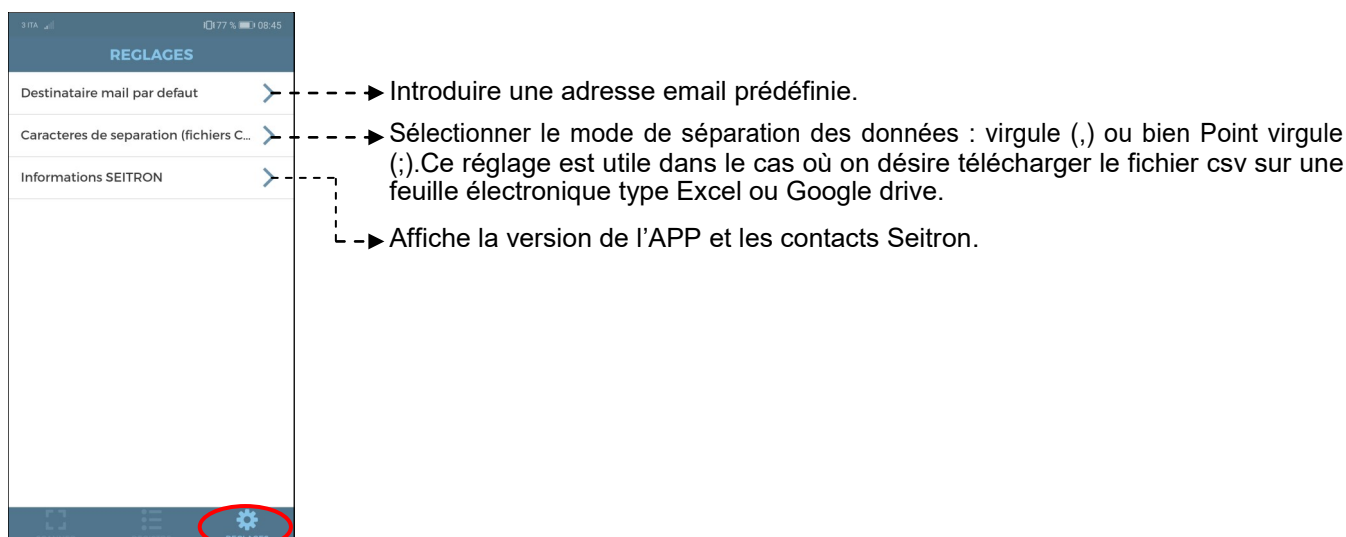 3 ITA 77 % 08:45
REGLAGES
Destinataire mail par defaut
Introduire une adresse email prédéfinie.
Caracteres de separation (fichiers C...
Sélectionner le mode de séparation des données : virgule (,) ou bien Point virgule
(;).Ce réglage est utile dans le cas où on désire télécharger le fichier csv sur une
feuille électronique type Excel ou Google drive.
Informations SEITRON
Affiche la version de l’APP et les contacts Seitron.